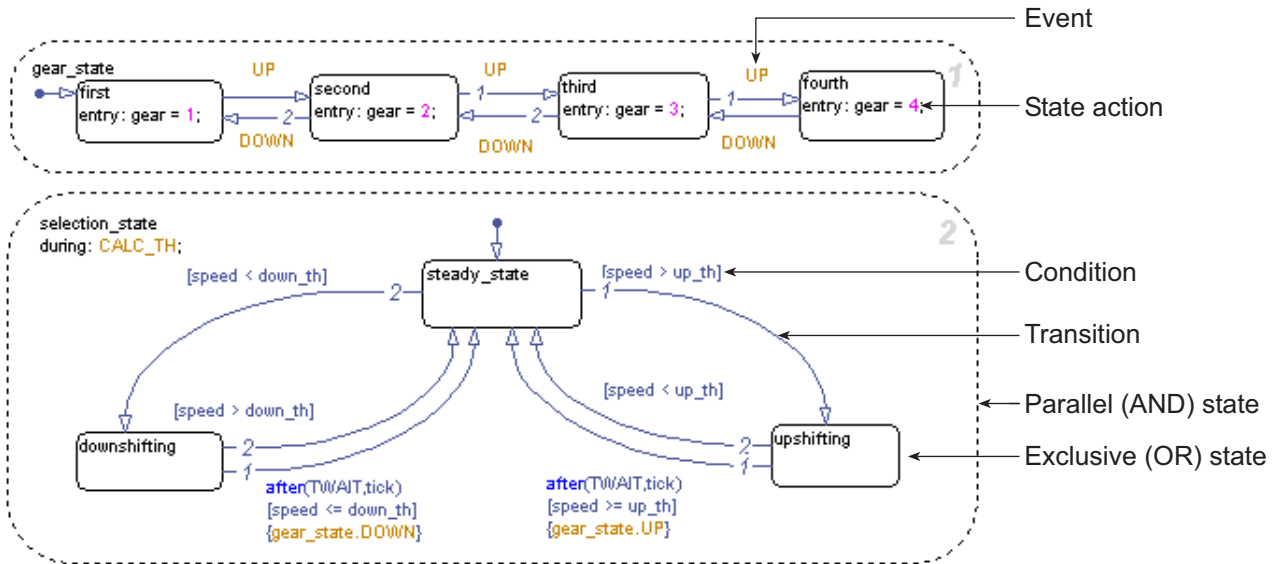 Event
gear_state
1
UP
UP
UP
first
entry: gear = 1;
second
entry: gear = 2;
third
entry: gear = 3;
fourth
entry: gear = 4;
State action
1
1
2
2
DOWN
DOWN
DOWN
selection_state
during: CALC_TH;
2
[speed < down_th]
steady_state
[speed > up_th]
Condition
2
1
Transition
[speed > down_th]
[speed < up_th]
Parallel (AND) state
downshifting
2
1
2
1
upshifting
Exclusive (OR) state
after(TWAIT,tick)
[speed <= down_th]
{gear_state.DOWN}
after(TWAIT,tick)
[speed >= up_th]
{gear_state.UP}